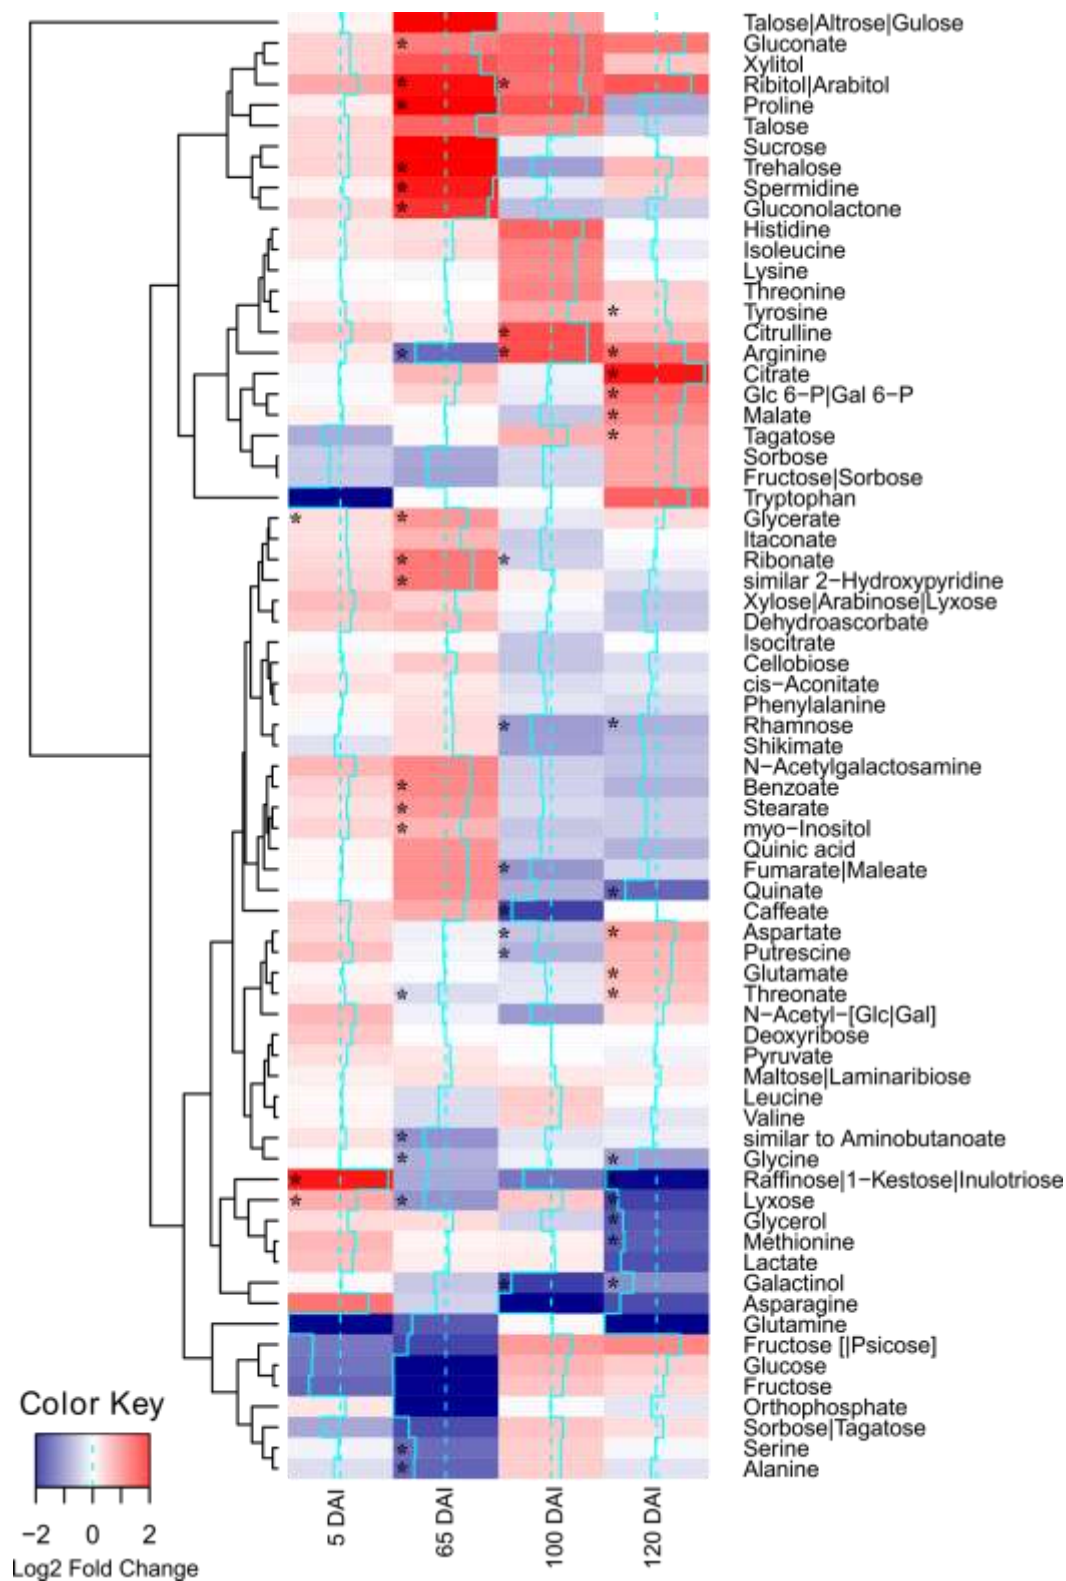 Talose|Altrose|Gulose
* Gluconate
Xylitol
* * Ribitol|Arabitol
* Proline
Talose
Sucrose
* Trehalose
* Spermidine
* Gluconolactone
Histidine
Isoleucine
Lysine
Threonine
* Tyrosine
* Citrulline
* * * Arginine
* Citrate
* Glc 6−P|Gal 6−P
* Malate
* Tagatose
Sorbose
Fructose|Sorbose
Tryptophan
* * Glycerate
Itaconate
* * Ribonate
* similar 2−Hydroxypyridine
Xylose|Arabinose|Lyxose
Dehydroascorbate
Isocitrate
Cellobiose
cis−Aconitate
Phenylalanine
* * Rhamnose
Shikimate
N−Acetylgalactosamine
* Benzoate
* Stearate
* myo−Inositol
Quinic acid
* Fumarate|Maleate
* Quinate
* Caffeate
* * Aspartate
* Putrescine
* Glutamate
* * Threonate
N−Acetyl−[Glc|Gal]
Deoxyribose
Pyruvate
Maltose|Laminaribiose
Leucine
Valine
* similar to Aminobutanoate
* * Glycine
* Raffinose|1−Kestose|Inulotriose
* * * Lyxose
* Glycerol
* Methionine
Lactate
* * Galactinol
Asparagine
Glutamine
Fructose [|Psicose]
Glucose
Fructose
Orthophosphate
Sorbose|Tagatose
* Serine
* Alanine
Color Key
−2 0 2
Log2 Fold Change
5 DAI
65 DAI
100 DAI
120 DAI